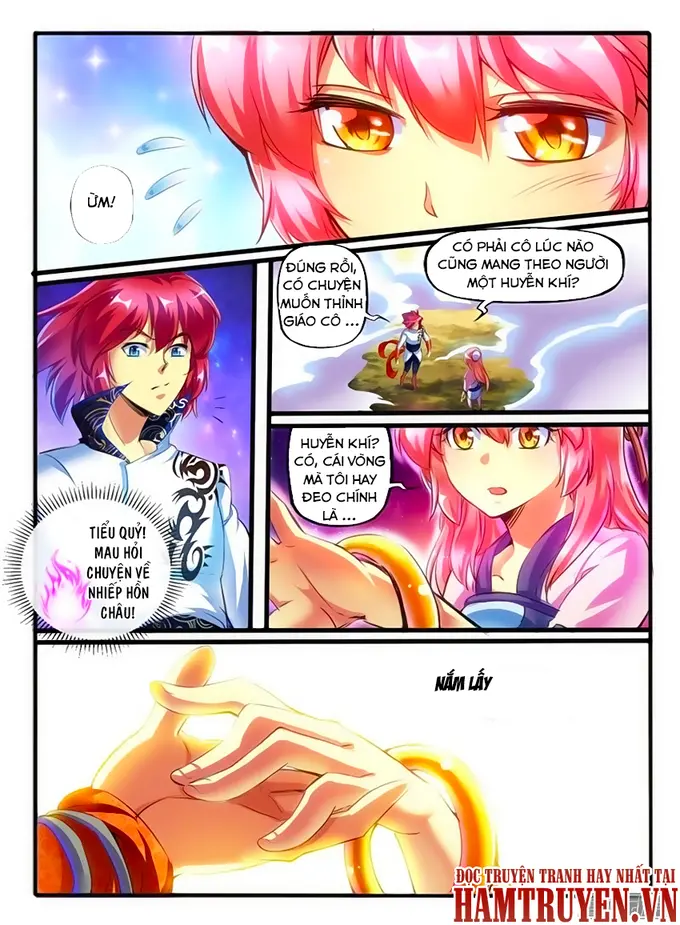 ỪM!
ĐÚNG RỒI,
CÓ CHUYỆN
MUỐN THỈNH
GIÁO CÔ ...
CÓ PHẢI CÔ LÚC NÀO
CŨNG MANG THEO NGƯỜI
MỘT HUYỄN KHÍ?
TIỂU QUỶ!
MAU HỎI
CHUYỆN VỀ
NHIẾP HỒN
CHÂU!
HUYỄN KHÍ?
CÓ, CÁI VÒNG
MÀ TÔI HAY
ĐEO CHÍNH
LÀ ...
NẮM LẤY
ĐỌC TRUYỆN TRANH HAY NHẤT TẠI
HAMTRUYEN.VN